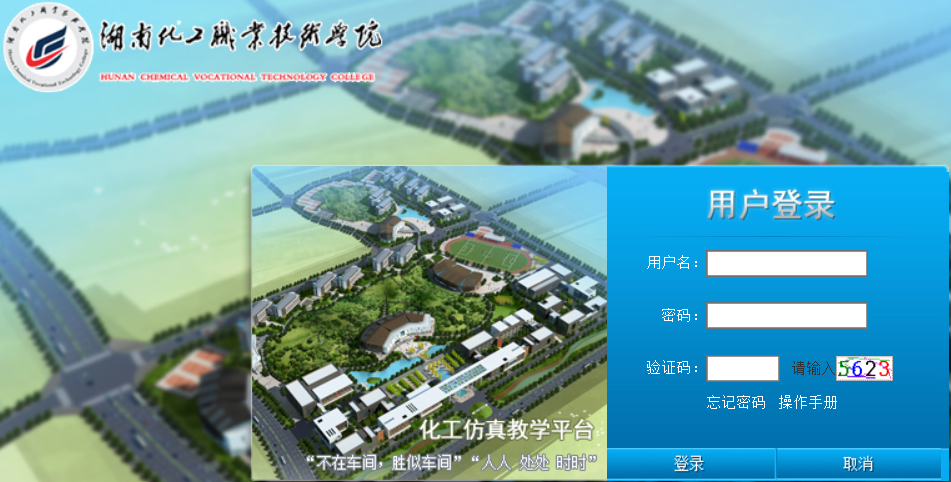 湖南化工職業技術学院
HUNAN CHEMICAL VOCATIONAL TECHNOLOGY COLLEGE
用户登录
用户名：
密码：
验证码： 请输入 5623
忘记密码 操作手册
化工仿真教学平台
“不在车间，胜似车间”“人人 处处 时时”
登录 取消